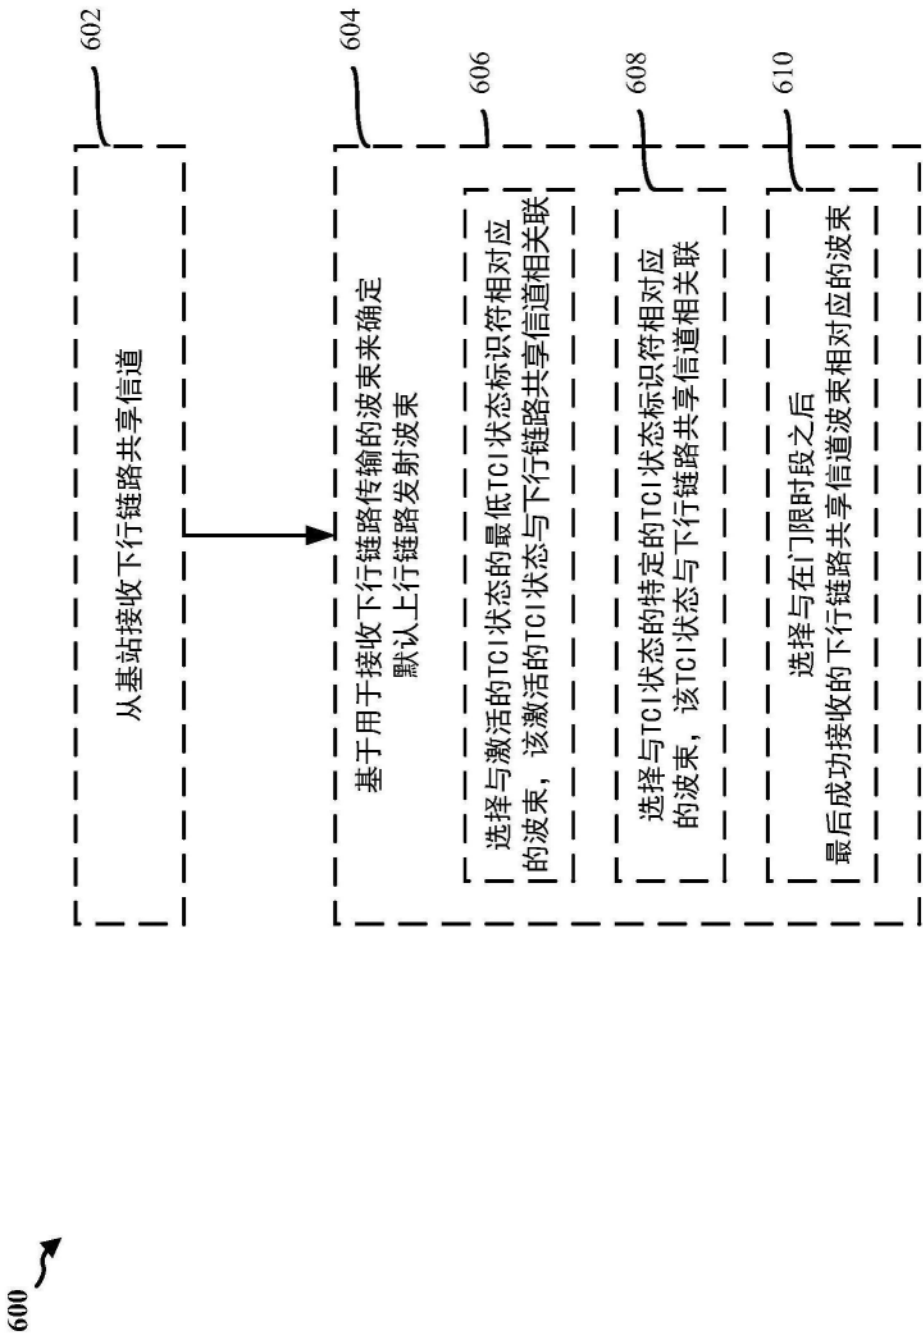 600
602
从基站接收下行链路共享信道
604
基于用于接收下行链路传输的波束来确定
默认上行链路发射波束
606
选择与激活的TCI状态的最低TCI状态标识符相对应
的波束，该激活的TCI状态与下行链路共享信道相关联
608
选择与TCI状态的特定的TCI状态标识符相对应
的波束，该TCI状态与下行链路共享信道相关联
610
选择与在门限时段之后
最后成功接收的下行链路共享信道波束相对应的波束